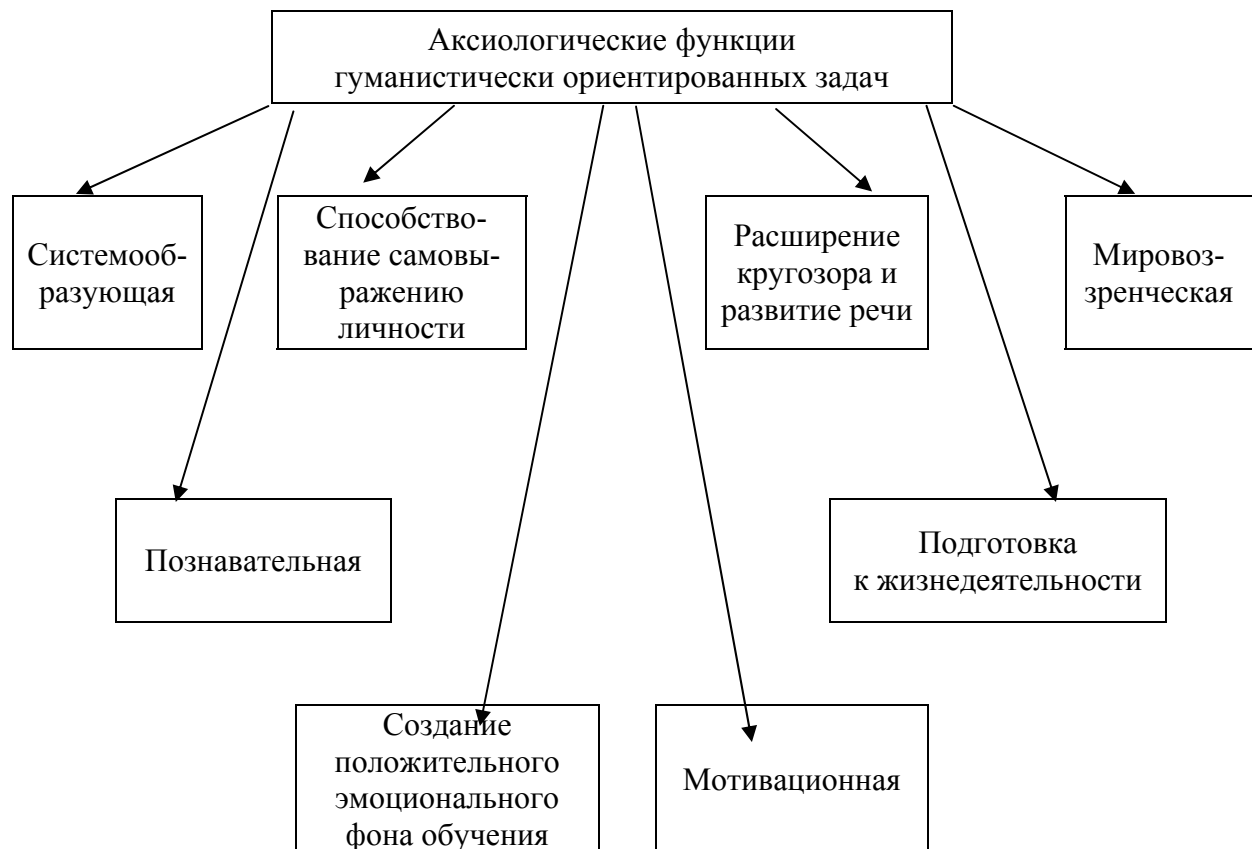 Аксиологические функции
гуманистически ориентированных задач
Системооб-
разующая
Способство-
вание самовы-
ражению
личности
Расширение
кругозора и
развитие речи
Мировоз-
зренческая
Познавательная
Подготовка
к жизнедеятельности
Создание
положительного
эмоционального
фона обучения
Мотивационная